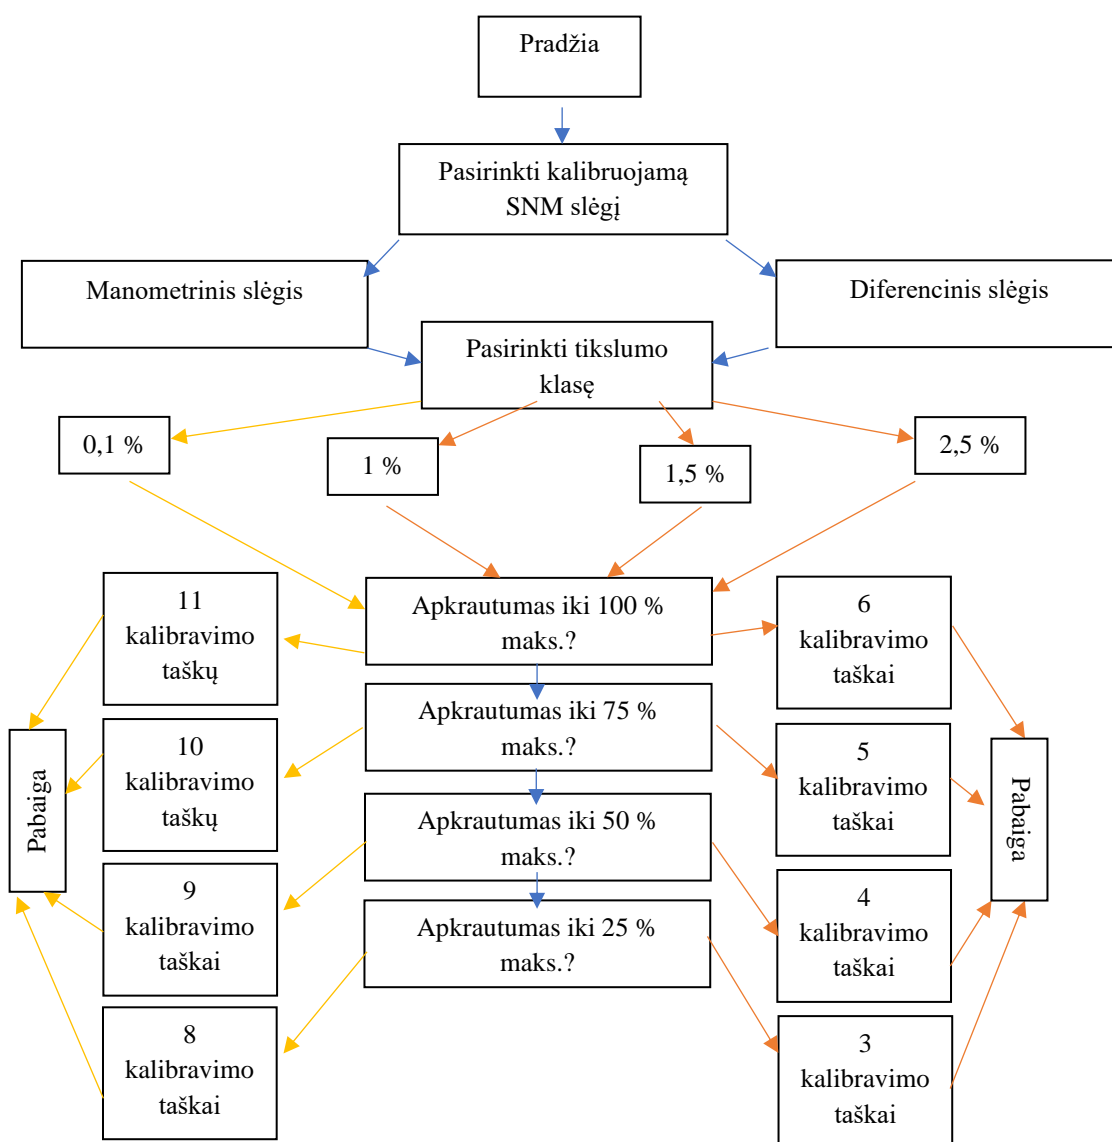 Pradžia
Pasirinkti kalibruojamą
SNM slėgį
Manometrinis slėgis
Diferencinis slėgis
Pasirinkti tikslumo
klasę
0,1 %
1 %
1,5 %
2,5 %
11
kalibravimo
taškų
Apkrautumas iki 100 %
maks.?
6
kalibravimo
taškai
10
kalibravimo
taškų
Apkrautumas iki 75 %
maks.?
5
kalibravimo
taškai
Pabaiga
Pabaiga
9
kalibravimo
taškai
Apkrautumas iki 50 %
maks.?
4
kalibravimo
taškai
Apkrautumas iki 25 %
maks.?
8
kalibravimo
taškai
3
kalibravimo
taškai